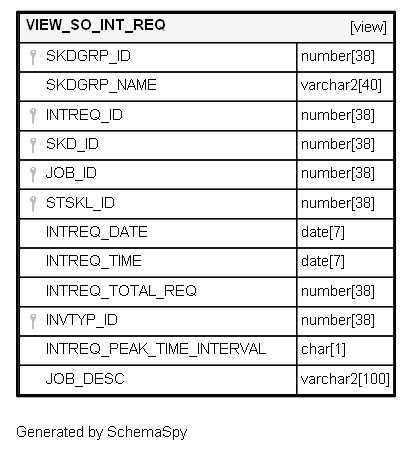 VIEW_SO_INT_REQ [view]
SKDGRP_ID number[38]
SKDGRP_NAME varchar2[40]
INTREQ_ID number[38]
SKD_ID number[38]
JOB_ID number[38]
STSKL_ID number[38]
INTREQ_DATE date[7]
INTREQ_TIME date[7]
INTREQ_TOTAL_REQ number[38]
INVTYP_ID number[38]
INTREQ_PEAK_TIME_INTERVAL char[1]
JOB_DESC varchar2[100]
Generated by SchemaSpy